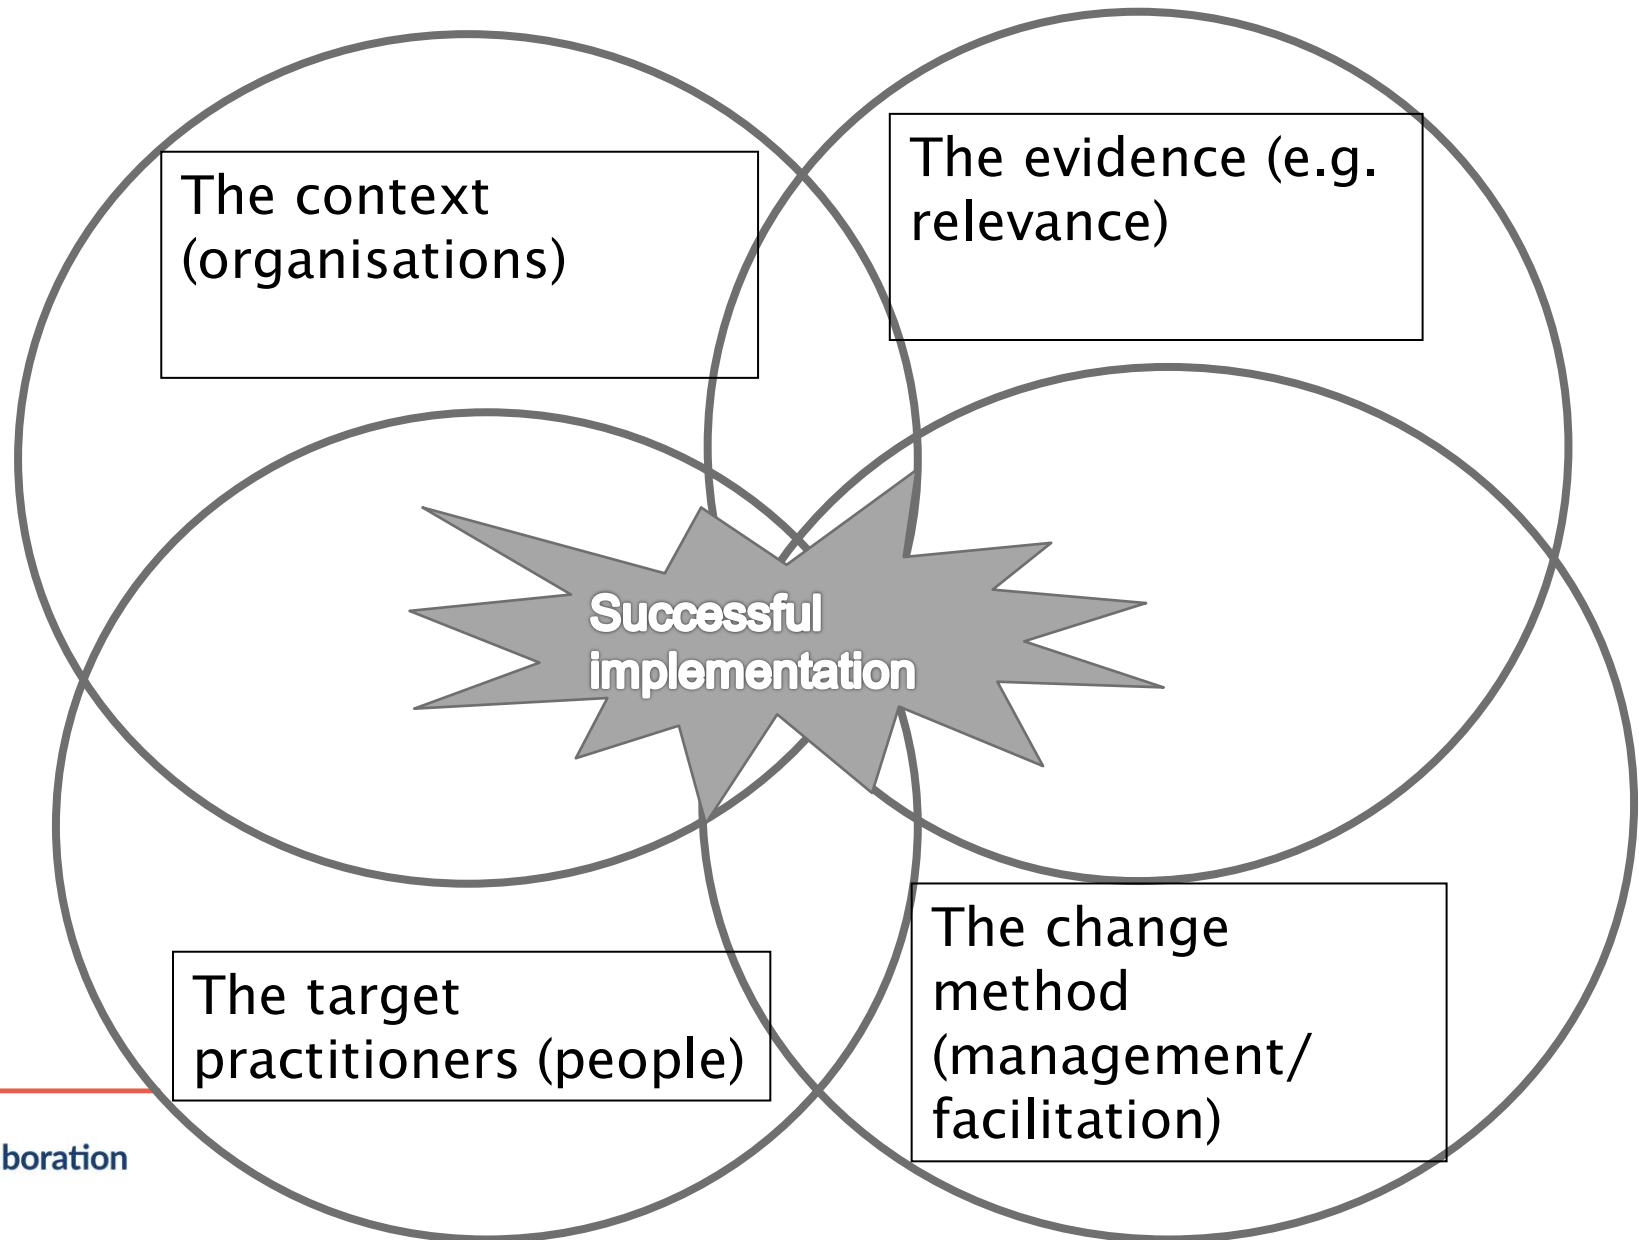 The context
(organisations)
The evidence (e.g.
relevance)
Successful
implementation
The target
practitioners (people)
The change
method
(management/
facilitation)
boration